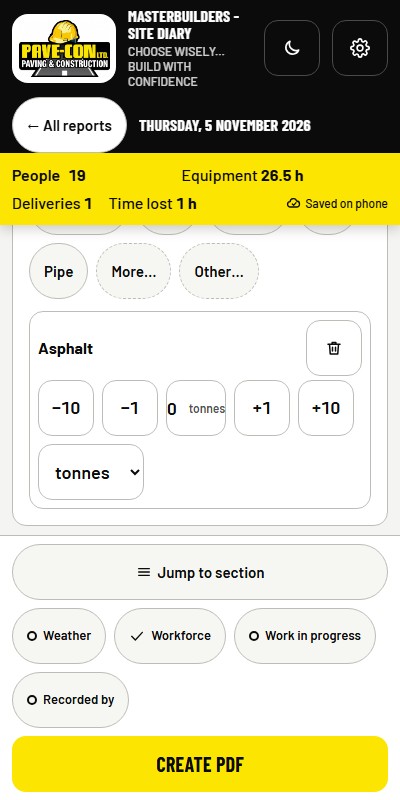 PAVE-CON LTD.
PAVING & CONSTRUCTION
MASTERBUILDERS -
SITE DIARY
CHOOSE WISELY...
BUILD WITH
CONFIDENCE
← All reports
THURSDAY, 5 NOVEMBER 2026
People 19
Equipment 26.5 h
Deliveries 1
Time lost 1 h
Saved on phone
Pipe
More...
Other...
Asphalt
−10
−1
0 tonnes
+1
+10
tonnes
Jump to section
Weather
Workforce
Work in progress
Recorded by
CREATE PDF